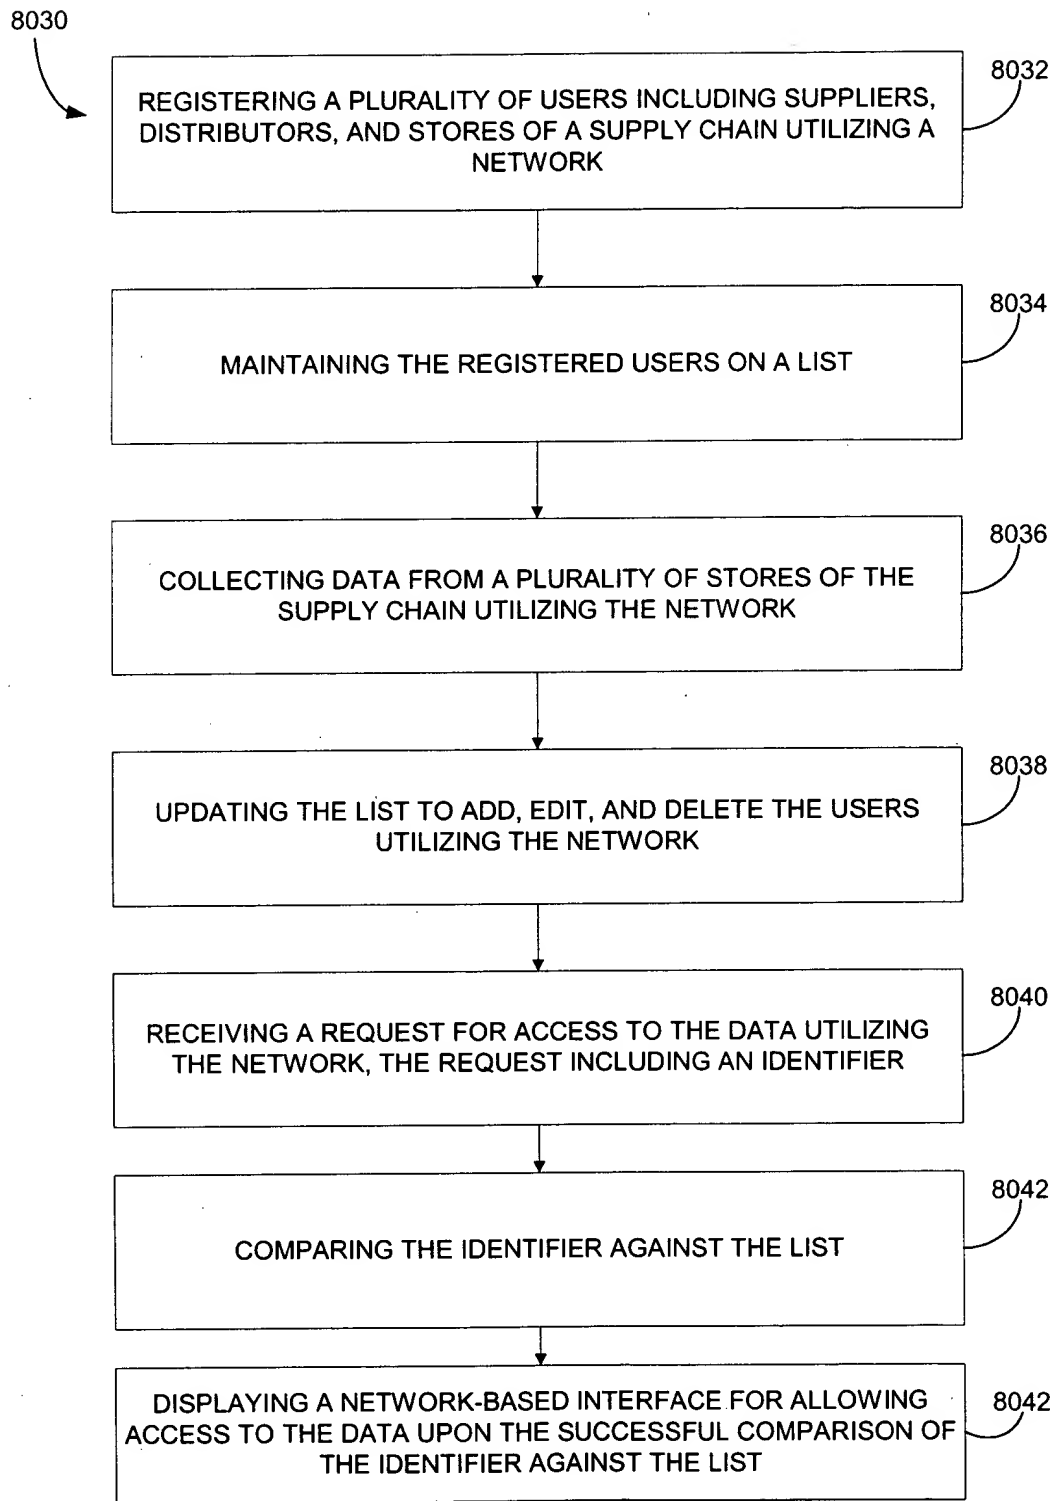 8030
8032
REGISTERING A PLURALITY OF USERS INCLUDING SUPPLIERS,
DISTRIBUTORS, AND STORES OF A SUPPLY CHAIN UTILIZING A
NETWORK
8034
MAINTAINING THE REGISTERED USERS ON A LIST
8036
COLLECTING DATA FROM A PLURALITY OF STORES OF THE
SUPPLY CHAIN UTILIZING THE NETWORK
8038
UPDATING THE LIST TO ADD, EDIT, AND DELETE THE USERS
UTILIZING THE NETWORK
8040
RECEIVING A REQUEST FOR ACCESS TO THE DATA UTILIZING
THE NETWORK, THE REQUEST INCLUDING AN IDENTIFIER
8042
COMPARING THE IDENTIFIER AGAINST THE LIST
8042
DISPLAYING A NETWORK-BASED INTERFACE FOR ALLOWING
ACCESS TO THE DATA UPON THE SUCCESSFUL COMPARISON OF
THE IDENTIFIER AGAINST THE LIST